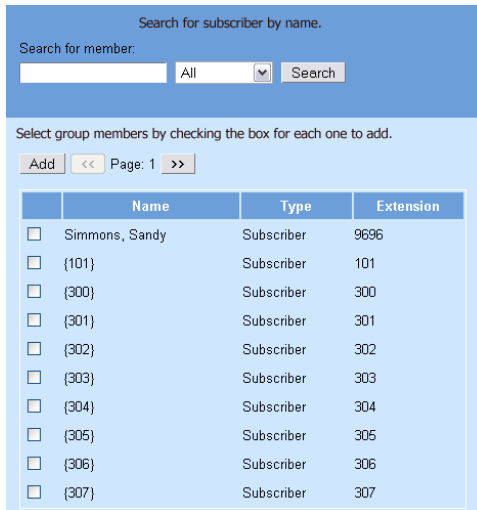 Search for subscriber by name.
Search for member:
All Search
Select group members by checking the box for each one to add.
Add << Page: 1 >>
Name Type Extension
Simmons, Sandy Subscriber 9696
{101} Subscriber 101
{300} Subscriber 300
{301} Subscriber 301
{302} Subscriber 302
{303} Subscriber 303
{304} Subscriber 304
{305} Subscriber 305
{306} Subscriber 306
{307} Subscriber 307